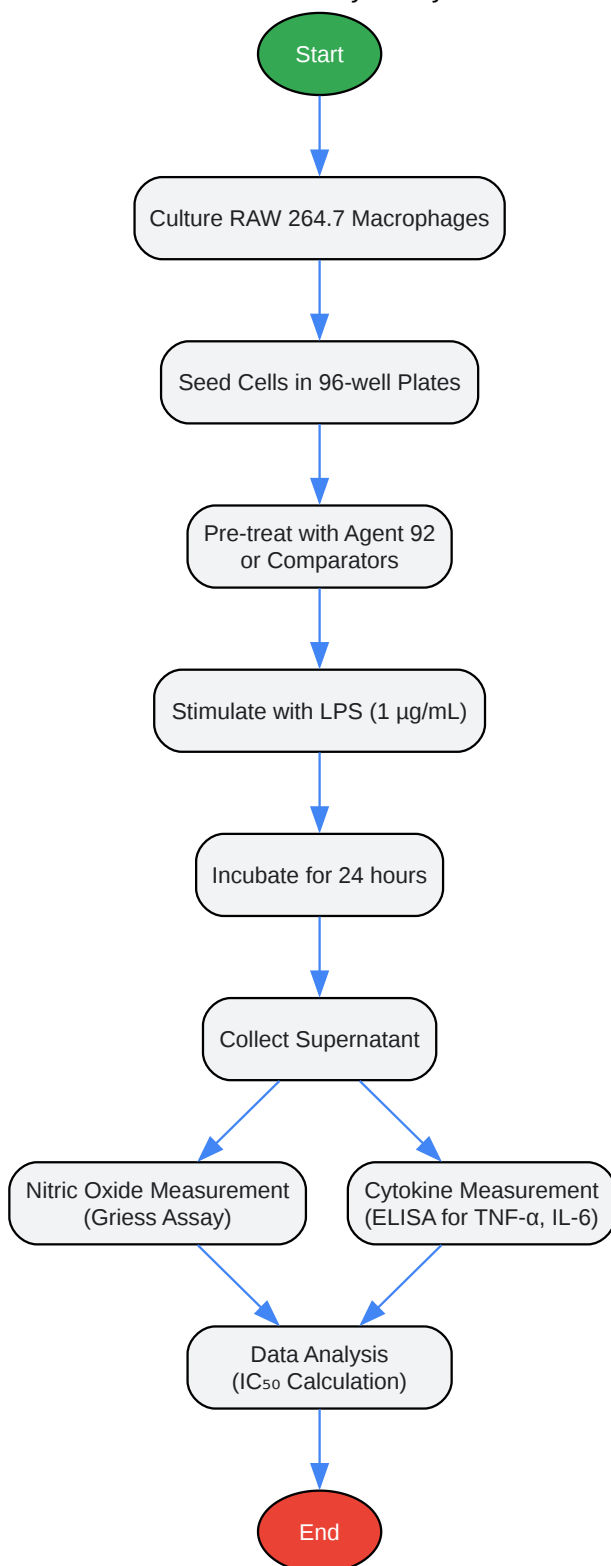 Start
Culture RAW 264.7 Macrophages
Seed Cells in 96-well Plates
Pre-treat with Agent 92
or Comparators
Stimulate with LPS (1 µg/mL)
Incubate for 24 hours
Collect Supernatant
Nitric Oxide Measurement
(Griess Assay)
Cytokine Measurement
(ELISA for TNF-α, IL-6)
Data Analysis
(IC₅₀ Calculation)
End